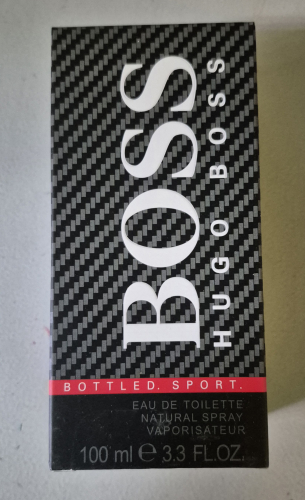 BOSS
HUGO BOSS
BOTTLED. SPORT.
EAU DE TOILETTE
NATURAL SPRAY
VAPORISATEUR
100 ml ℮ 3.3 FL.OZ.